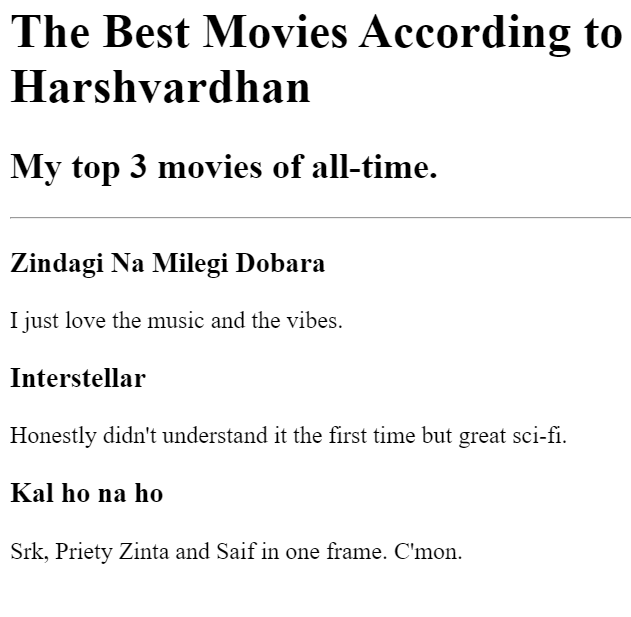 The Best Movies According to
Harshvardhan
My top 3 movies of all-time.
Zindagi Na Milegi Dobara
I just love the music and the vibes.
Interstellar
Honestly didn't understand it the first time but great sci-fi.
Kal ho na ho
Srk, Priety Zinta and Saif in one frame. C'mon.